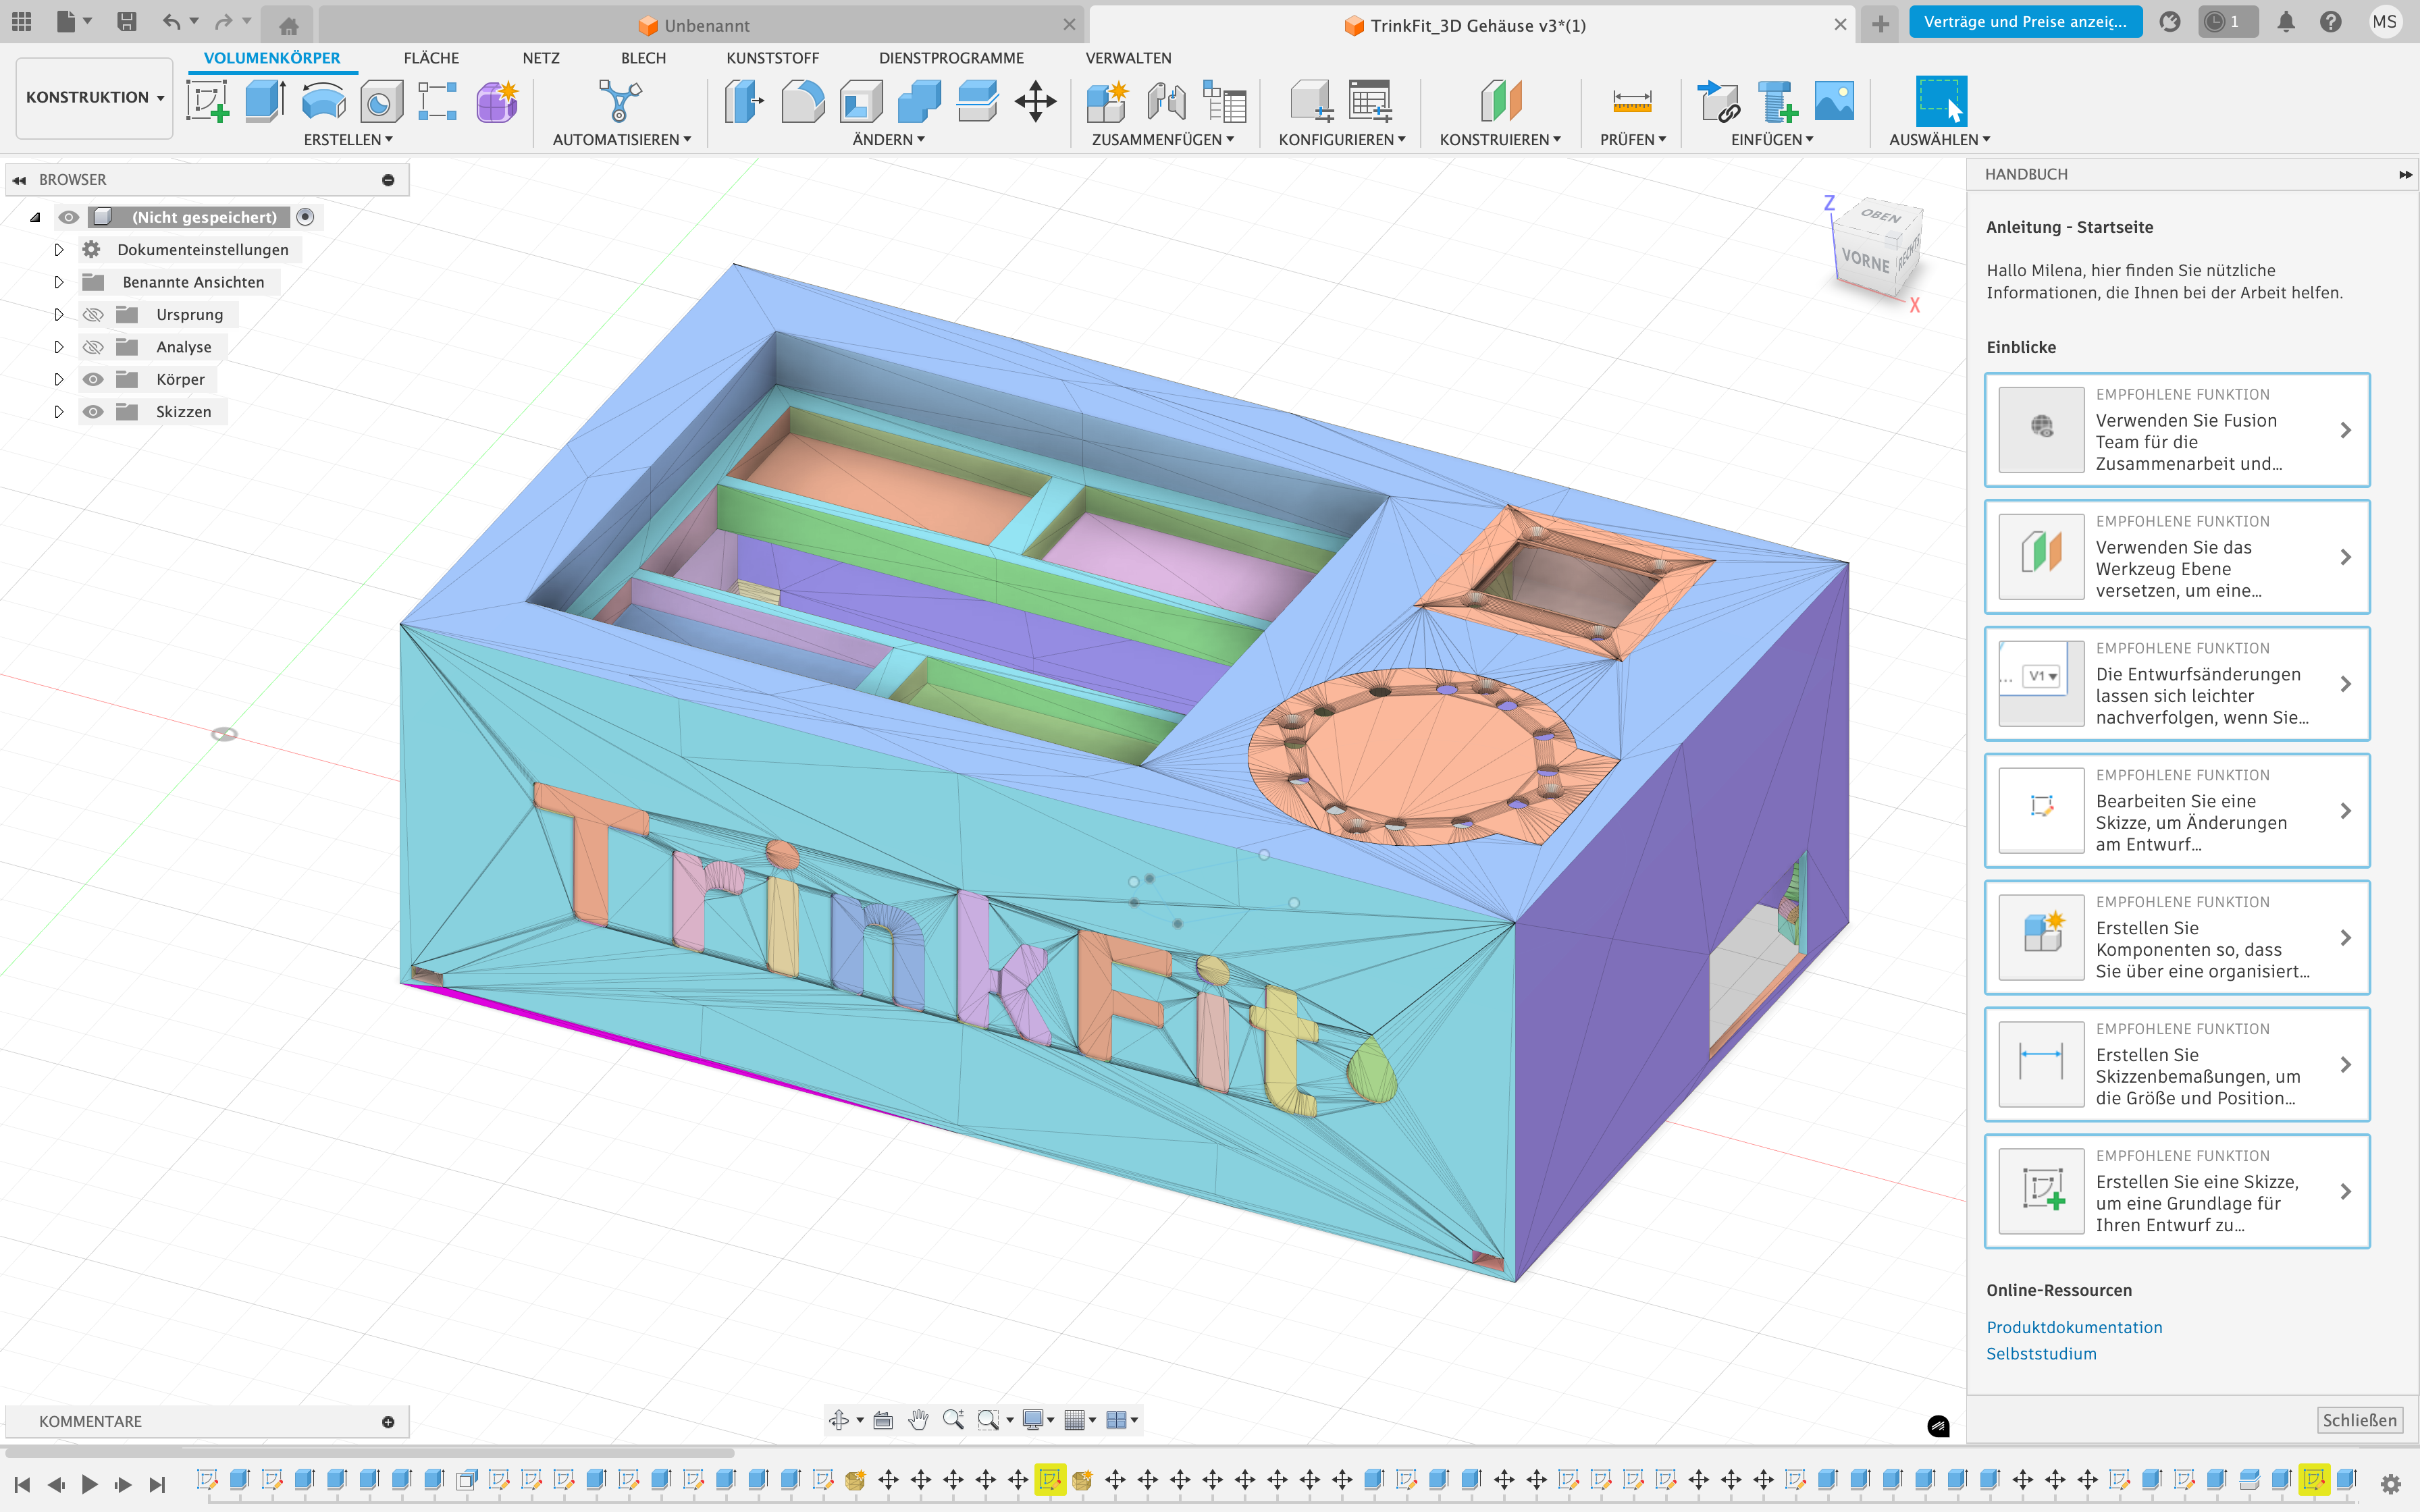 Unbenannt
TrinkFit_3D Gehäuse v3*(1)
Verträge und Preise anzeig...
1
MS
KONSTRUKTION
VOLUMENKÖRPER
FLÄCHE
NETZ
BLECH
KUNSTSTOFF
DIENSTPROGRAMME
VERWALTEN
ERSTELLEN
AUTOMATISIEREN
ÄNDERN
ZUSAMMENFÜGEN
KONFIGURIEREN
KONSTRUIEREN
PRÜFEN
EINFÜGEN
AUSWÄHLEN
BROWSER
(Nicht gespeichert)
Dokumenteinstellungen
Benannte Ansichten
Ursprung
Analyse
Körper
Skizzen
Z
OBEN
VORNE
RECHTS
X
TrinkFit
HANDBUCH
Anleitung - Startseite
Hallo Milena, hier finden Sie nützliche
Informationen, die Ihnen bei der Arbeit helfen.
Einblicke
EMPFOHLENE FUNKTION
Verwenden Sie Fusion
Team für die
Zusammenarbeit und...
EMPFOHLENE FUNKTION
Verwenden Sie das
Werkzeug Ebene
versetzen, um eine...
... V1
EMPFOHLENE FUNKTION
Die Entwurfsänderungen
lassen sich leichter
nachverfolgen, wenn Sie...
EMPFOHLENE FUNKTION
Bearbeiten Sie eine
Skizze, um Änderungen
am Entwurf...
EMPFOHLENE FUNKTION
Erstellen Sie
Komponenten so, dass
Sie über eine organisiert...
EMPFOHLENE FUNKTION
Erstellen Sie
Skizzenbemaßungen, um
die Größe und Position...
EMPFOHLENE FUNKTION
Erstellen Sie eine Skizze,
um eine Grundlage für
Ihren Entwurf zu...
Online-Ressourcen
Produktdokumentation
Selbststudium
Schließen
KOMMENTARE